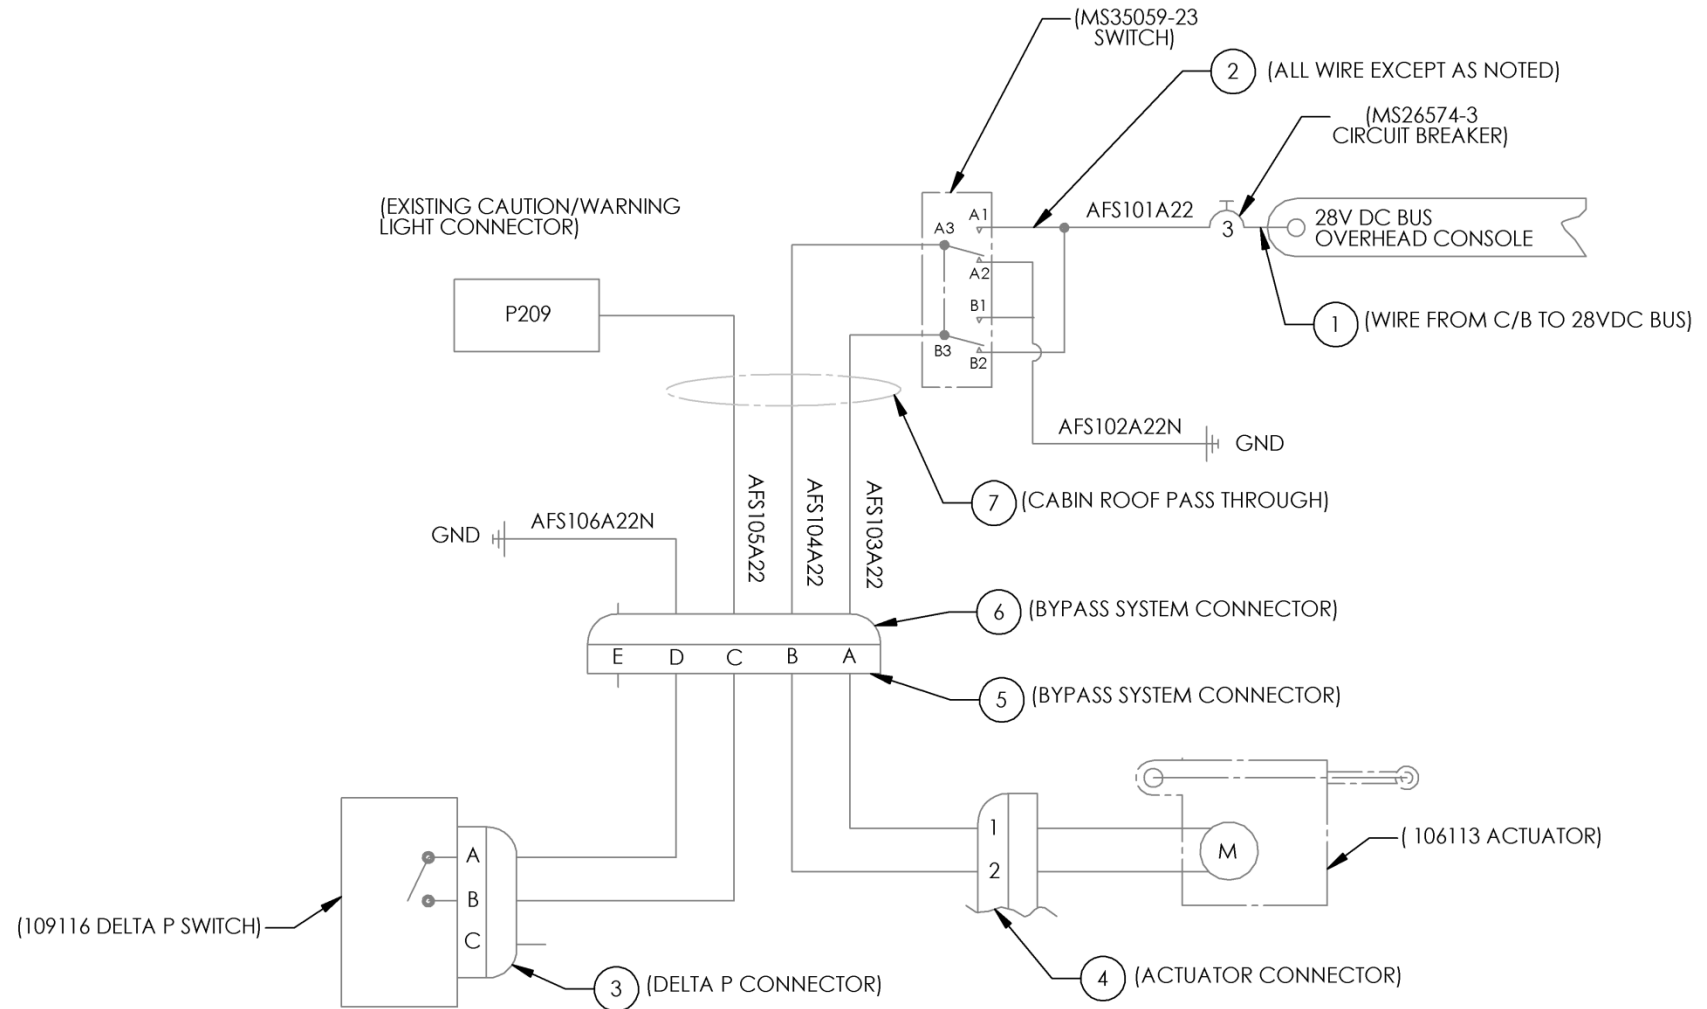 (MS35059-23
SWITCH)
2 (ALL WIRE EXCEPT AS NOTED)
(MS26574-3
CIRCUIT BREAKER)
(EXISTING CAUTION/WARNING
LIGHT CONNECTOR)
A1
A3
A2
B1
B3
B2
AFS101A22
3
28V DC BUS
OVERHEAD CONSOLE
P209
1 (WIRE FROM C/B TO 28VDC BUS)
AFS102A22N
GND
7 (CABIN ROOF PASS THROUGH)
GND
AFS106A22N
AFS105A22
AFS104A22
AFS103A22
6 (BYPASS SYSTEM CONNECTOR)
E D C B A
5 (BYPASS SYSTEM CONNECTOR)
1
2
M
( 106113 ACTUATOR)
A
B
C
(109116 DELTA P SWITCH)
3 (DELTA P CONNECTOR)
4 (ACTUATOR CONNECTOR)